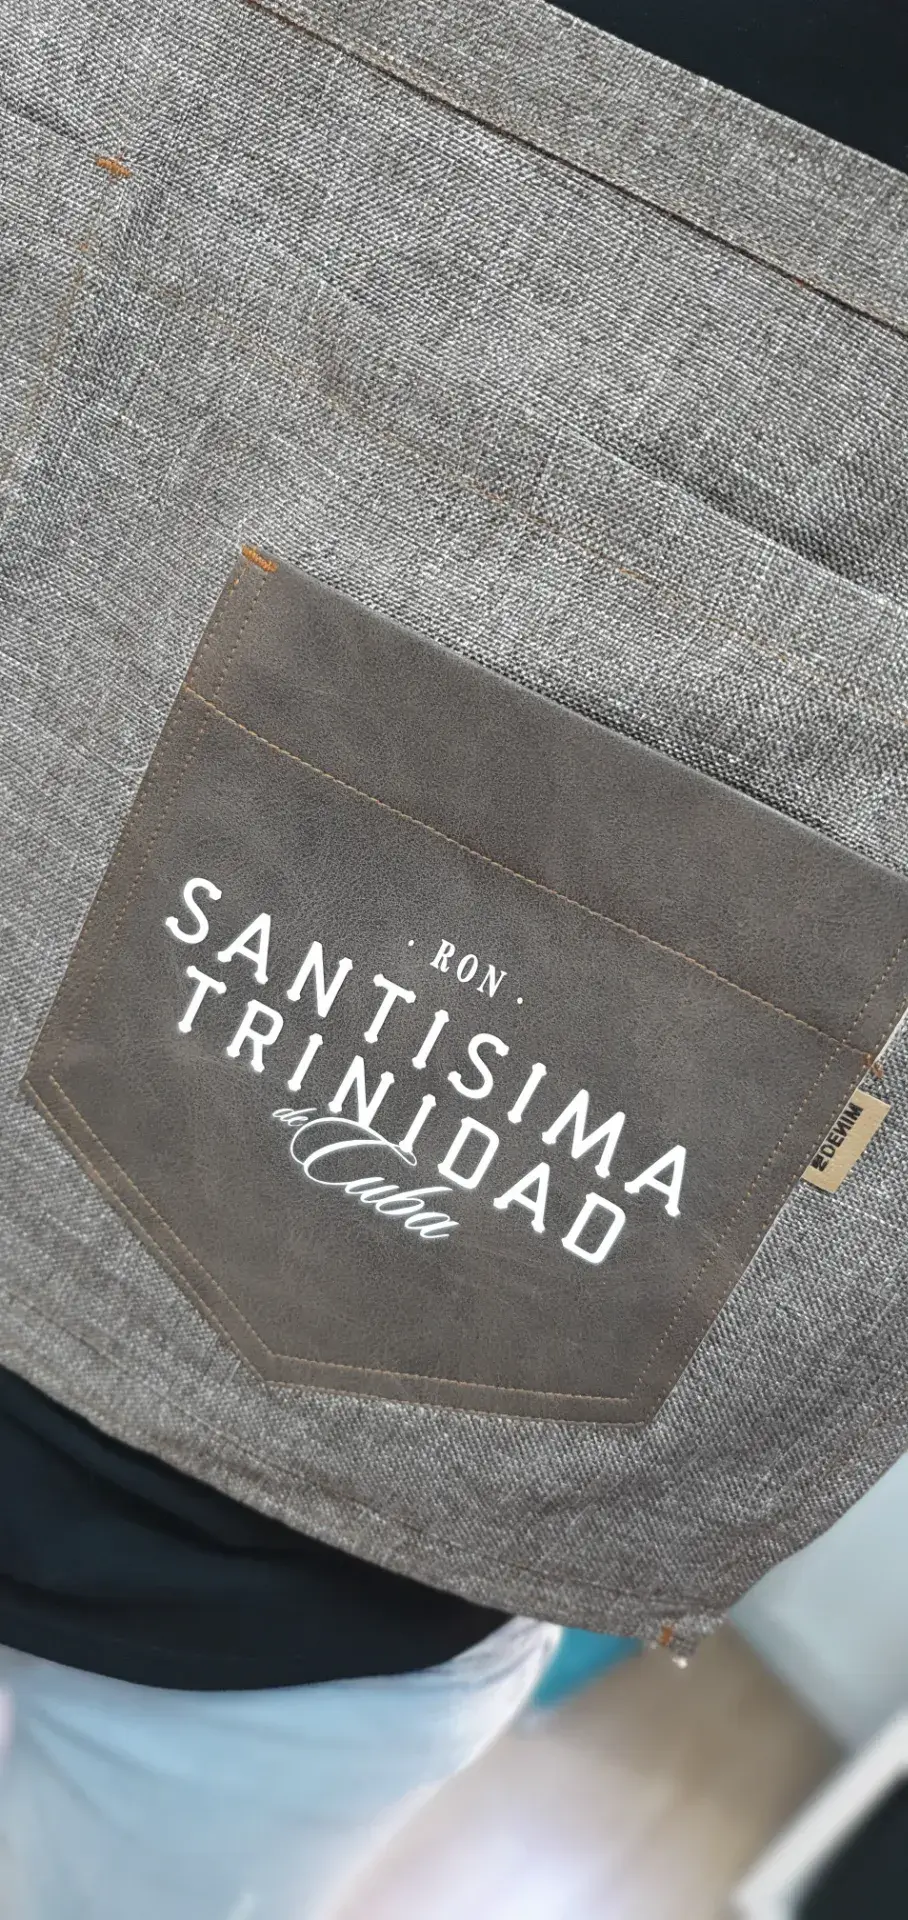 · RON ·
SANTISIMA
TRINIDAD
de Cuba
DENIM